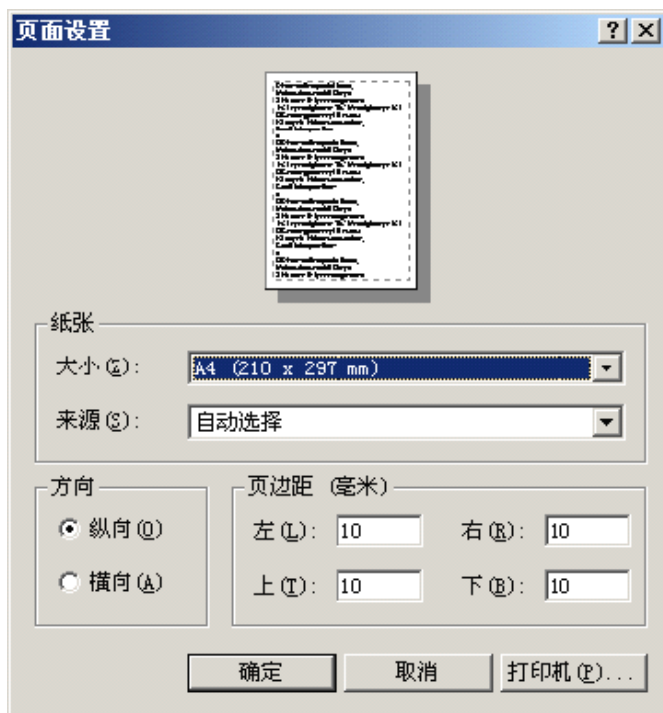 页面设置
纸张
大小(Z): A4 (210 x 297 mm)
来源(S): 自动选择
方向
纵向(O)
横向(A)
页边距 (毫米)
左(L): 10 右(R): 10
上(T): 10 下(B): 10
确定 取消 打印机(P)...